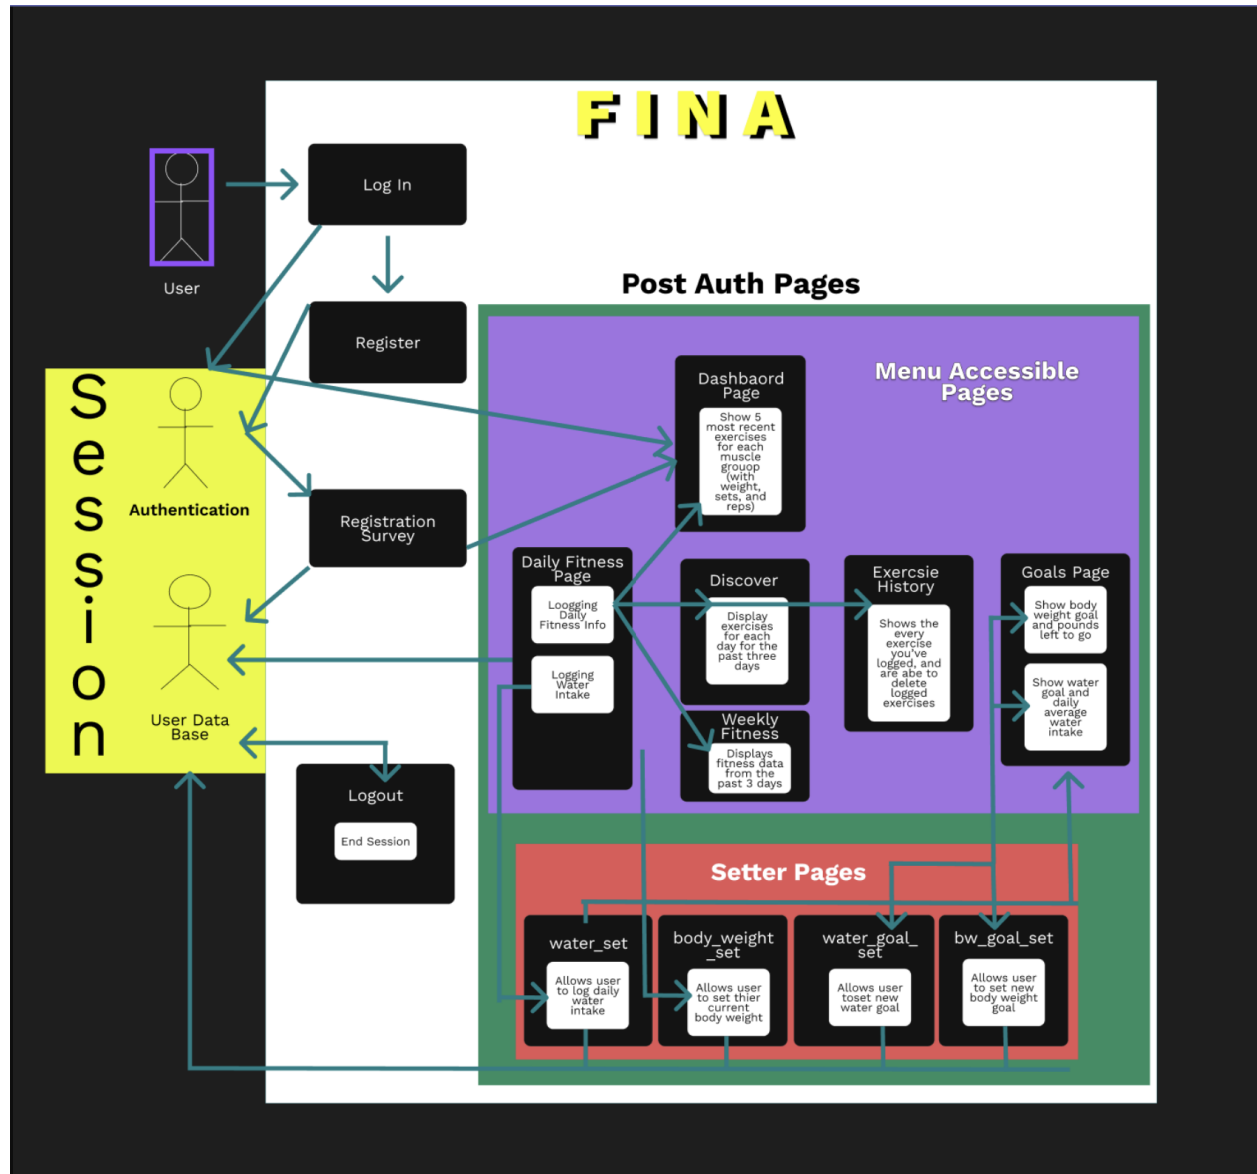 FINA
Log In
User
Post Auth Pages
Register
Menu Accessible
Pages
Session
Authentication
Dashbaord
Page
Show 5
most recent
exercises
for each
muscle
grouop
(with
weight,
sets, and
reps)
Registration
Survey
Daily Fitness
Page
Loogging
Daily
Fitness Info
Logging
Water
Intake
Discover
Display
exercises
for each
day for the
past three
days
Exercsie
History
Shows the
every
exercise
you've
logged, and
are abe to
delete
logged
exercises
Goals Page
Show body
weight goal
and pounds
left to go
Show water
goal and
daily
average
water
intake
User Data
Base
Weekly
Fitness
Displays
fitness data
from the
past 3 days
Logout
End Session
Setter Pages
water_set
Allows user
to log daily
water
intake
body_weight
_set
Allows user
to set thier
current
body weight
water_goal_
set
Allows user
toset new
water goal
bw_goal_set
Allows user
to set new
body weight
goal